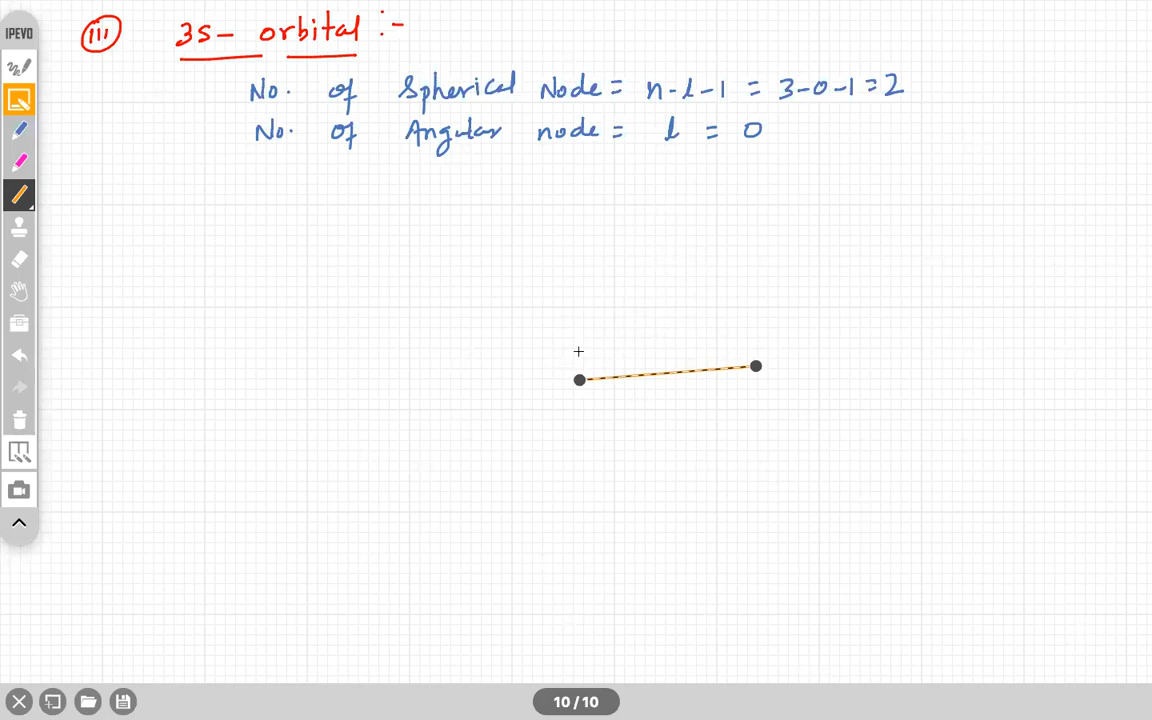 IPEVO
(iii) 3s- orbital :-
No. of Spherical Node = n-l-1 = 3-0-1 = 2
No. of Angular node = l = 0
10 / 10